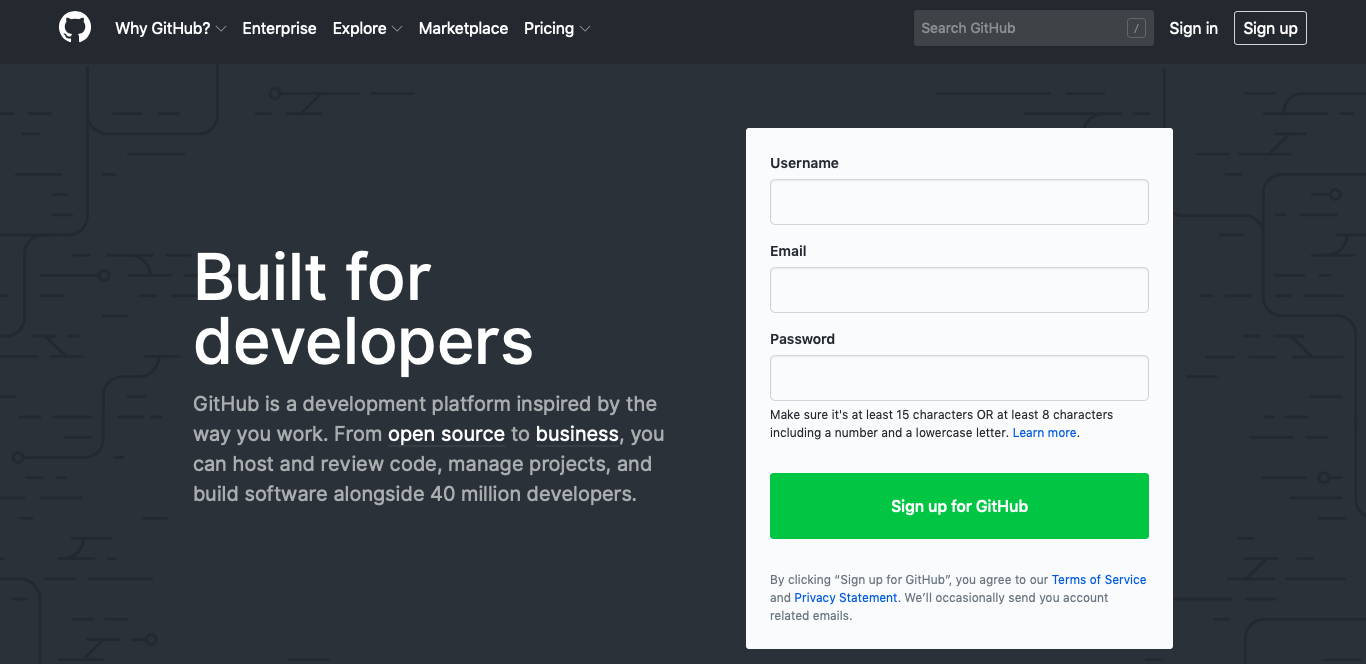 Why GitHub? Enterprise Explore Marketplace Pricing Search GitHub / Sign in Sign up
Built for
developers
GitHub is a development platform inspired by the
way you work. From open source to business, you
can host and review code, manage projects, and
build software alongside 40 million developers.
Username
Email
Password
Make sure it's at least 15 characters OR at least 8 characters
including a number and a lowercase letter. Learn more.
Sign up for GitHub
By clicking “Sign up for GitHub”, you agree to our Terms of Service
and Privacy Statement. We’ll occasionally send you account
related emails.